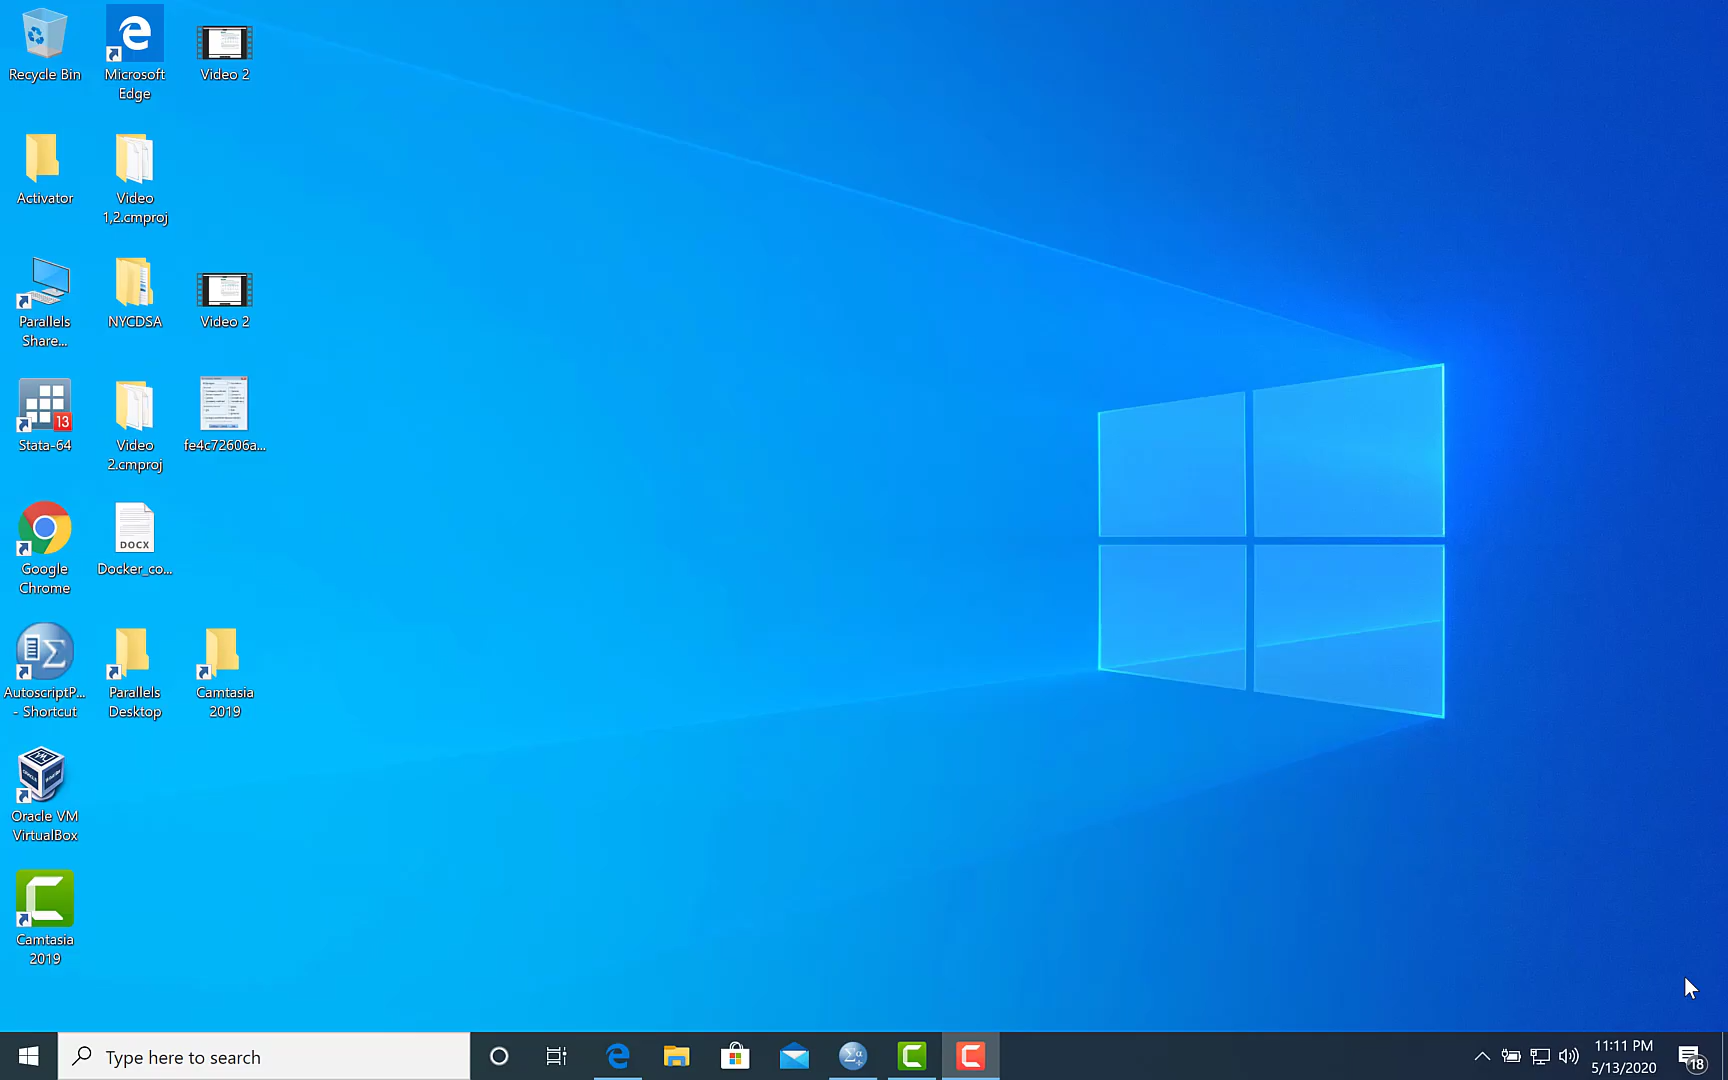 Recycle Bin
Microsoft
Edge
Video 2
Activator
Video
1,2.cmproj
Parallels
Share...
NYCDSA
Video 2
13
Stata-64
Video
2.cmproj
fe4c72606a...
Google
Chrome
DOCX
Docker_co...
AutoscriptP...
- Shortcut
Parallels
Desktop
Camtasia
2019
Oracle VM
VirtualBox
Camtasia
2019
Type here to search
11:11 PM
5/13/2020
18